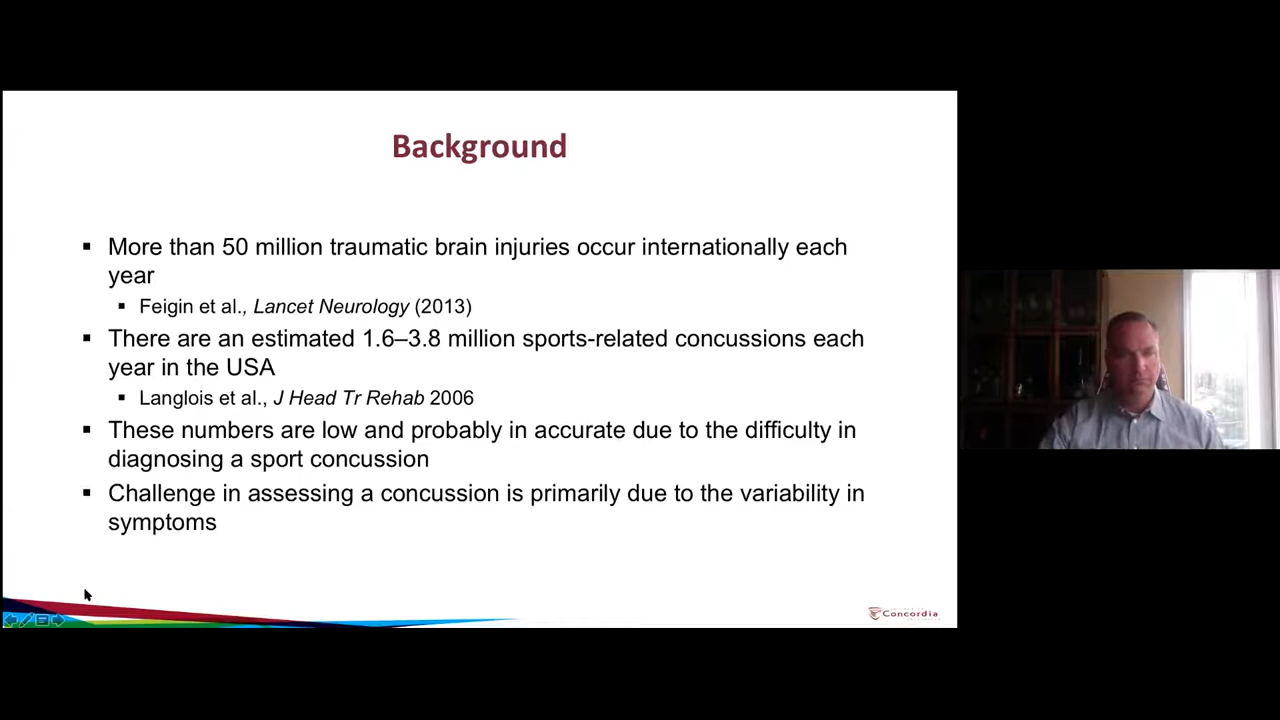 Background
▪ More than 50 million traumatic brain injuries occur internationally each
year
▪ Feigin et al., Lancet Neurology (2013)
▪ There are an estimated 1.6–3.8 million sports-related concussions each
year in the USA
▪ Langlois et al., J Head Tr Rehab 2006
▪ These numbers are low and probably in accurate due to the difficulty in
diagnosing a sport concussion
▪ Challenge in assessing a concussion is primarily due to the variability in
symptoms
Concordia